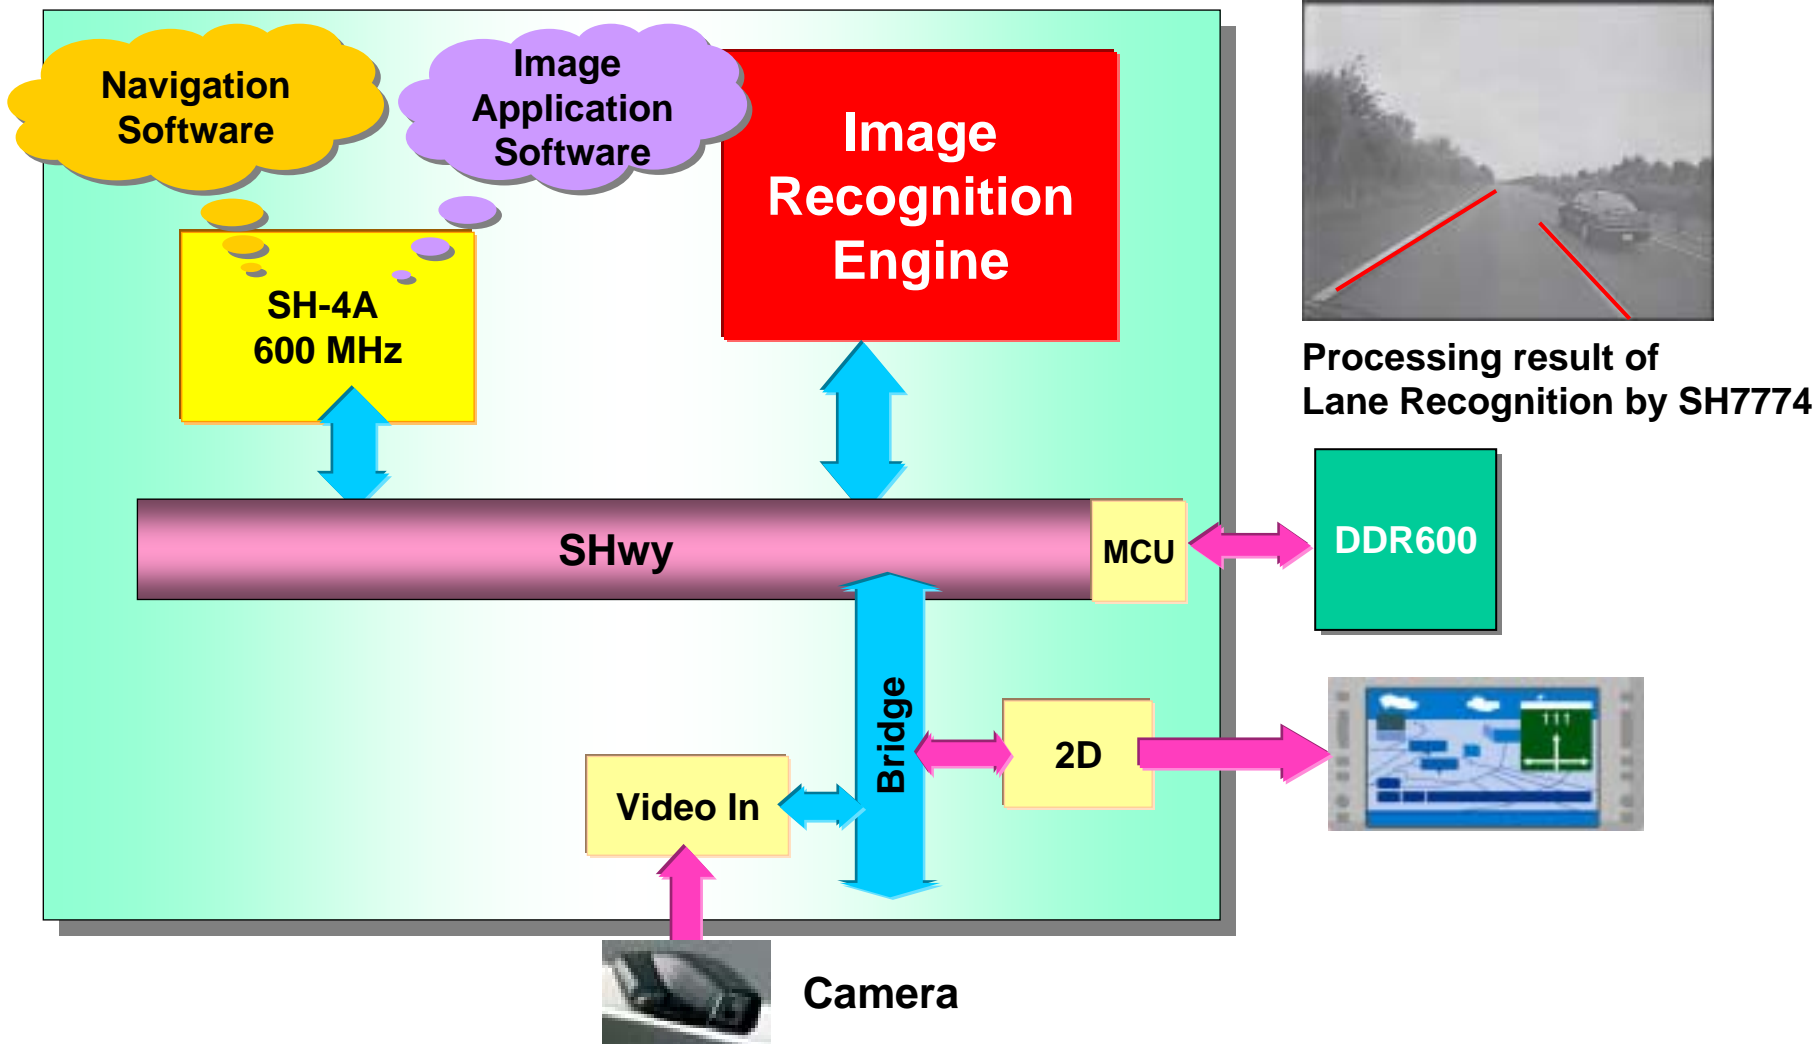 Navigation
Software
Image
Application
Software
Image
Recognition
Engine
SH-4A
600 MHz
Processing result of
Lane Recognition by SH7774
SHwy
MCU
DDR600
Bridge
2D
111
Video In
Camera